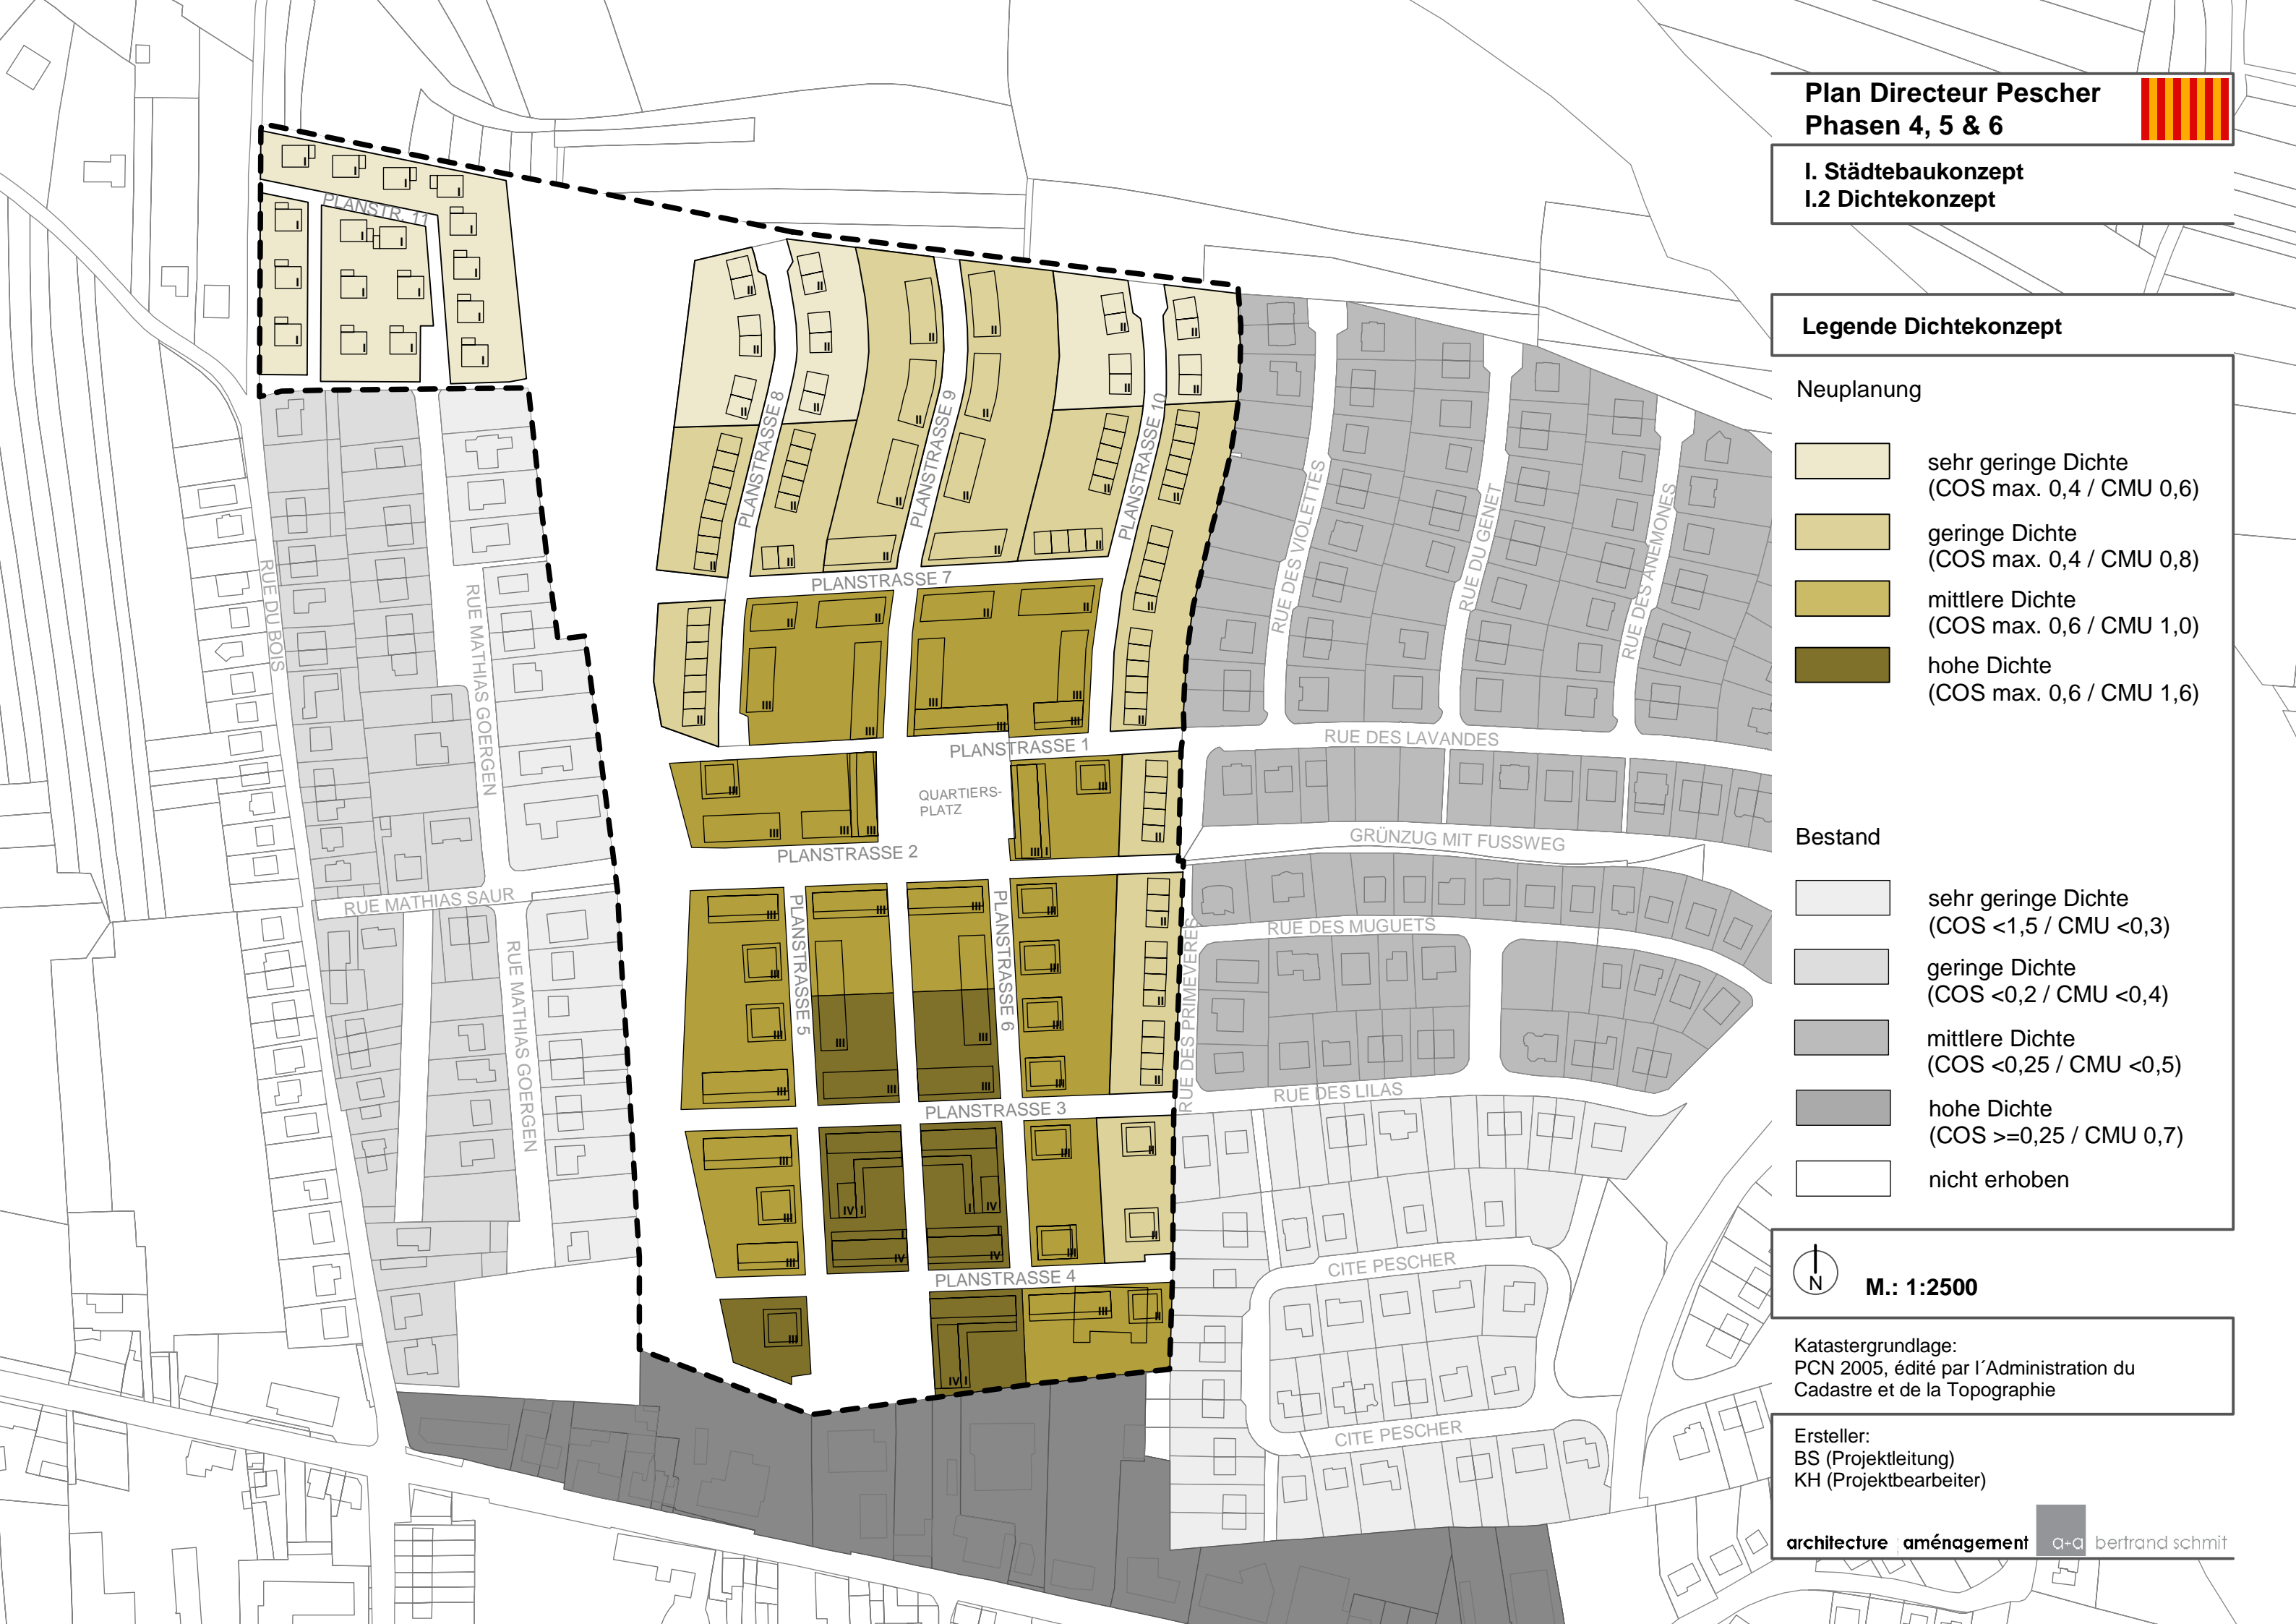 Plan Directeur Pescher
Phasen 4, 5 & 6
I. Städtebaukonzept
I.2 Dichtekonzept
Legende Dichtekonzept
Neuplanung
sehr geringe Dichte
(COS max. 0,4 / CMU 0,6)
geringe Dichte
(COS max. 0,4 / CMU 0,8)
mittlere Dichte
(COS max. 0,6 / CMU 1,0)
hohe Dichte
(COS max. 0,6 / CMU 1,6)
Bestand
sehr geringe Dichte
(COS <1,5 / CMU <0,3)
geringe Dichte
(COS <0,2 / CMU <0,4)
mittlere Dichte
(COS <0,25 / CMU <0,5)
hohe Dichte
(COS >=0,25 / CMU 0,7)
nicht erhoben
N
M.: 1:2500
Katastergrundlage:
PCN 2005, édité par l´Administration du
Cadastre et de la Topographie
Ersteller:
BS (Projektleitung)
KH (Projektbearbeiter)
architecture aménagement a+a bertrand schmit
PLANSTR. 11
PLANSTRASSE 8
PLANSTRASSE 9
PLANSTRASSE 10
PLANSTRASSE 7
PLANSTRASSE 1
QUARTIERS-
PLATZ
PLANSTRASSE 2
PLANSTRASSE 5
PLANSTRASSE 6
PLANSTRASSE 3
PLANSTRASSE 4
RUE DU BOIS
RUE MATHIAS GOERGEN
RUE MATHIAS SAUR
RUE MATHIAS GOERGEN
RUE DES VIOLETTES
RUE DU GENET
RUE DES ANEMONES
RUE DES LAVANDES
GRÜNZUG MIT FUSSWEG
RUE DES MUGUETS
RUE DES PRIMEVERES
RUE DES LILAS
CITE PESCHER
CITE PESCHER